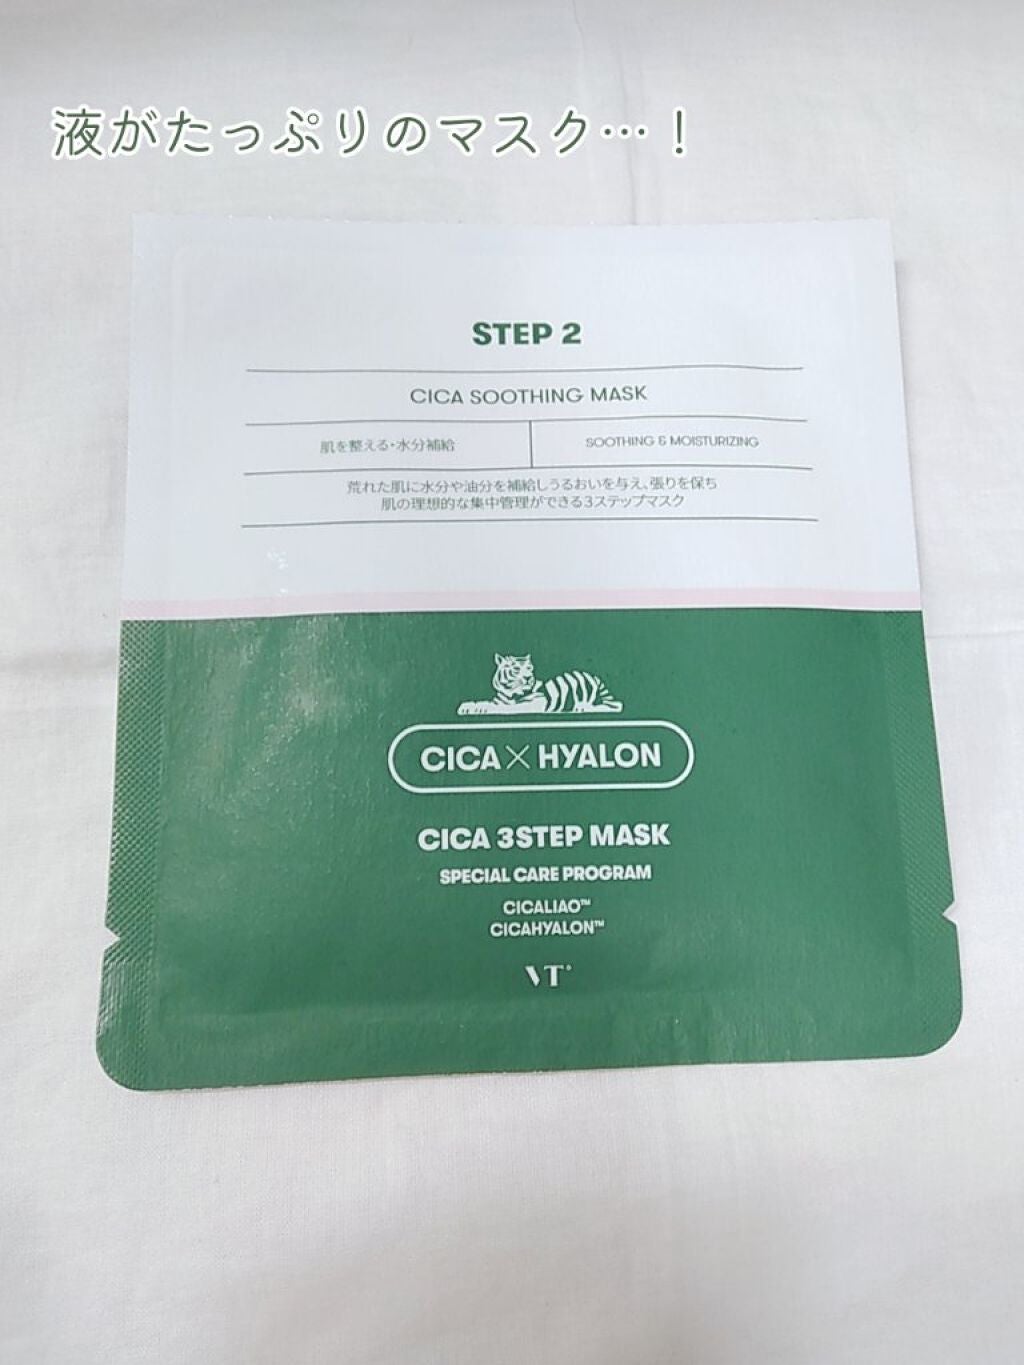 液がたっぷりのマスク…!
STEP 2
CICA SOOTHING MASK
肌を整える・水分補給
SOOTHING & MOISTURIZING
荒れた肌に水分や油分を補給しうるおいを与え、張りを保ち
肌の理想的な集中管理ができる3ステップマスク
CICA×HYALON
CICA 3STEP MASK
SPECIAL CARE PROGRAM
CICALIAO™
CICAHYALON™
VT°